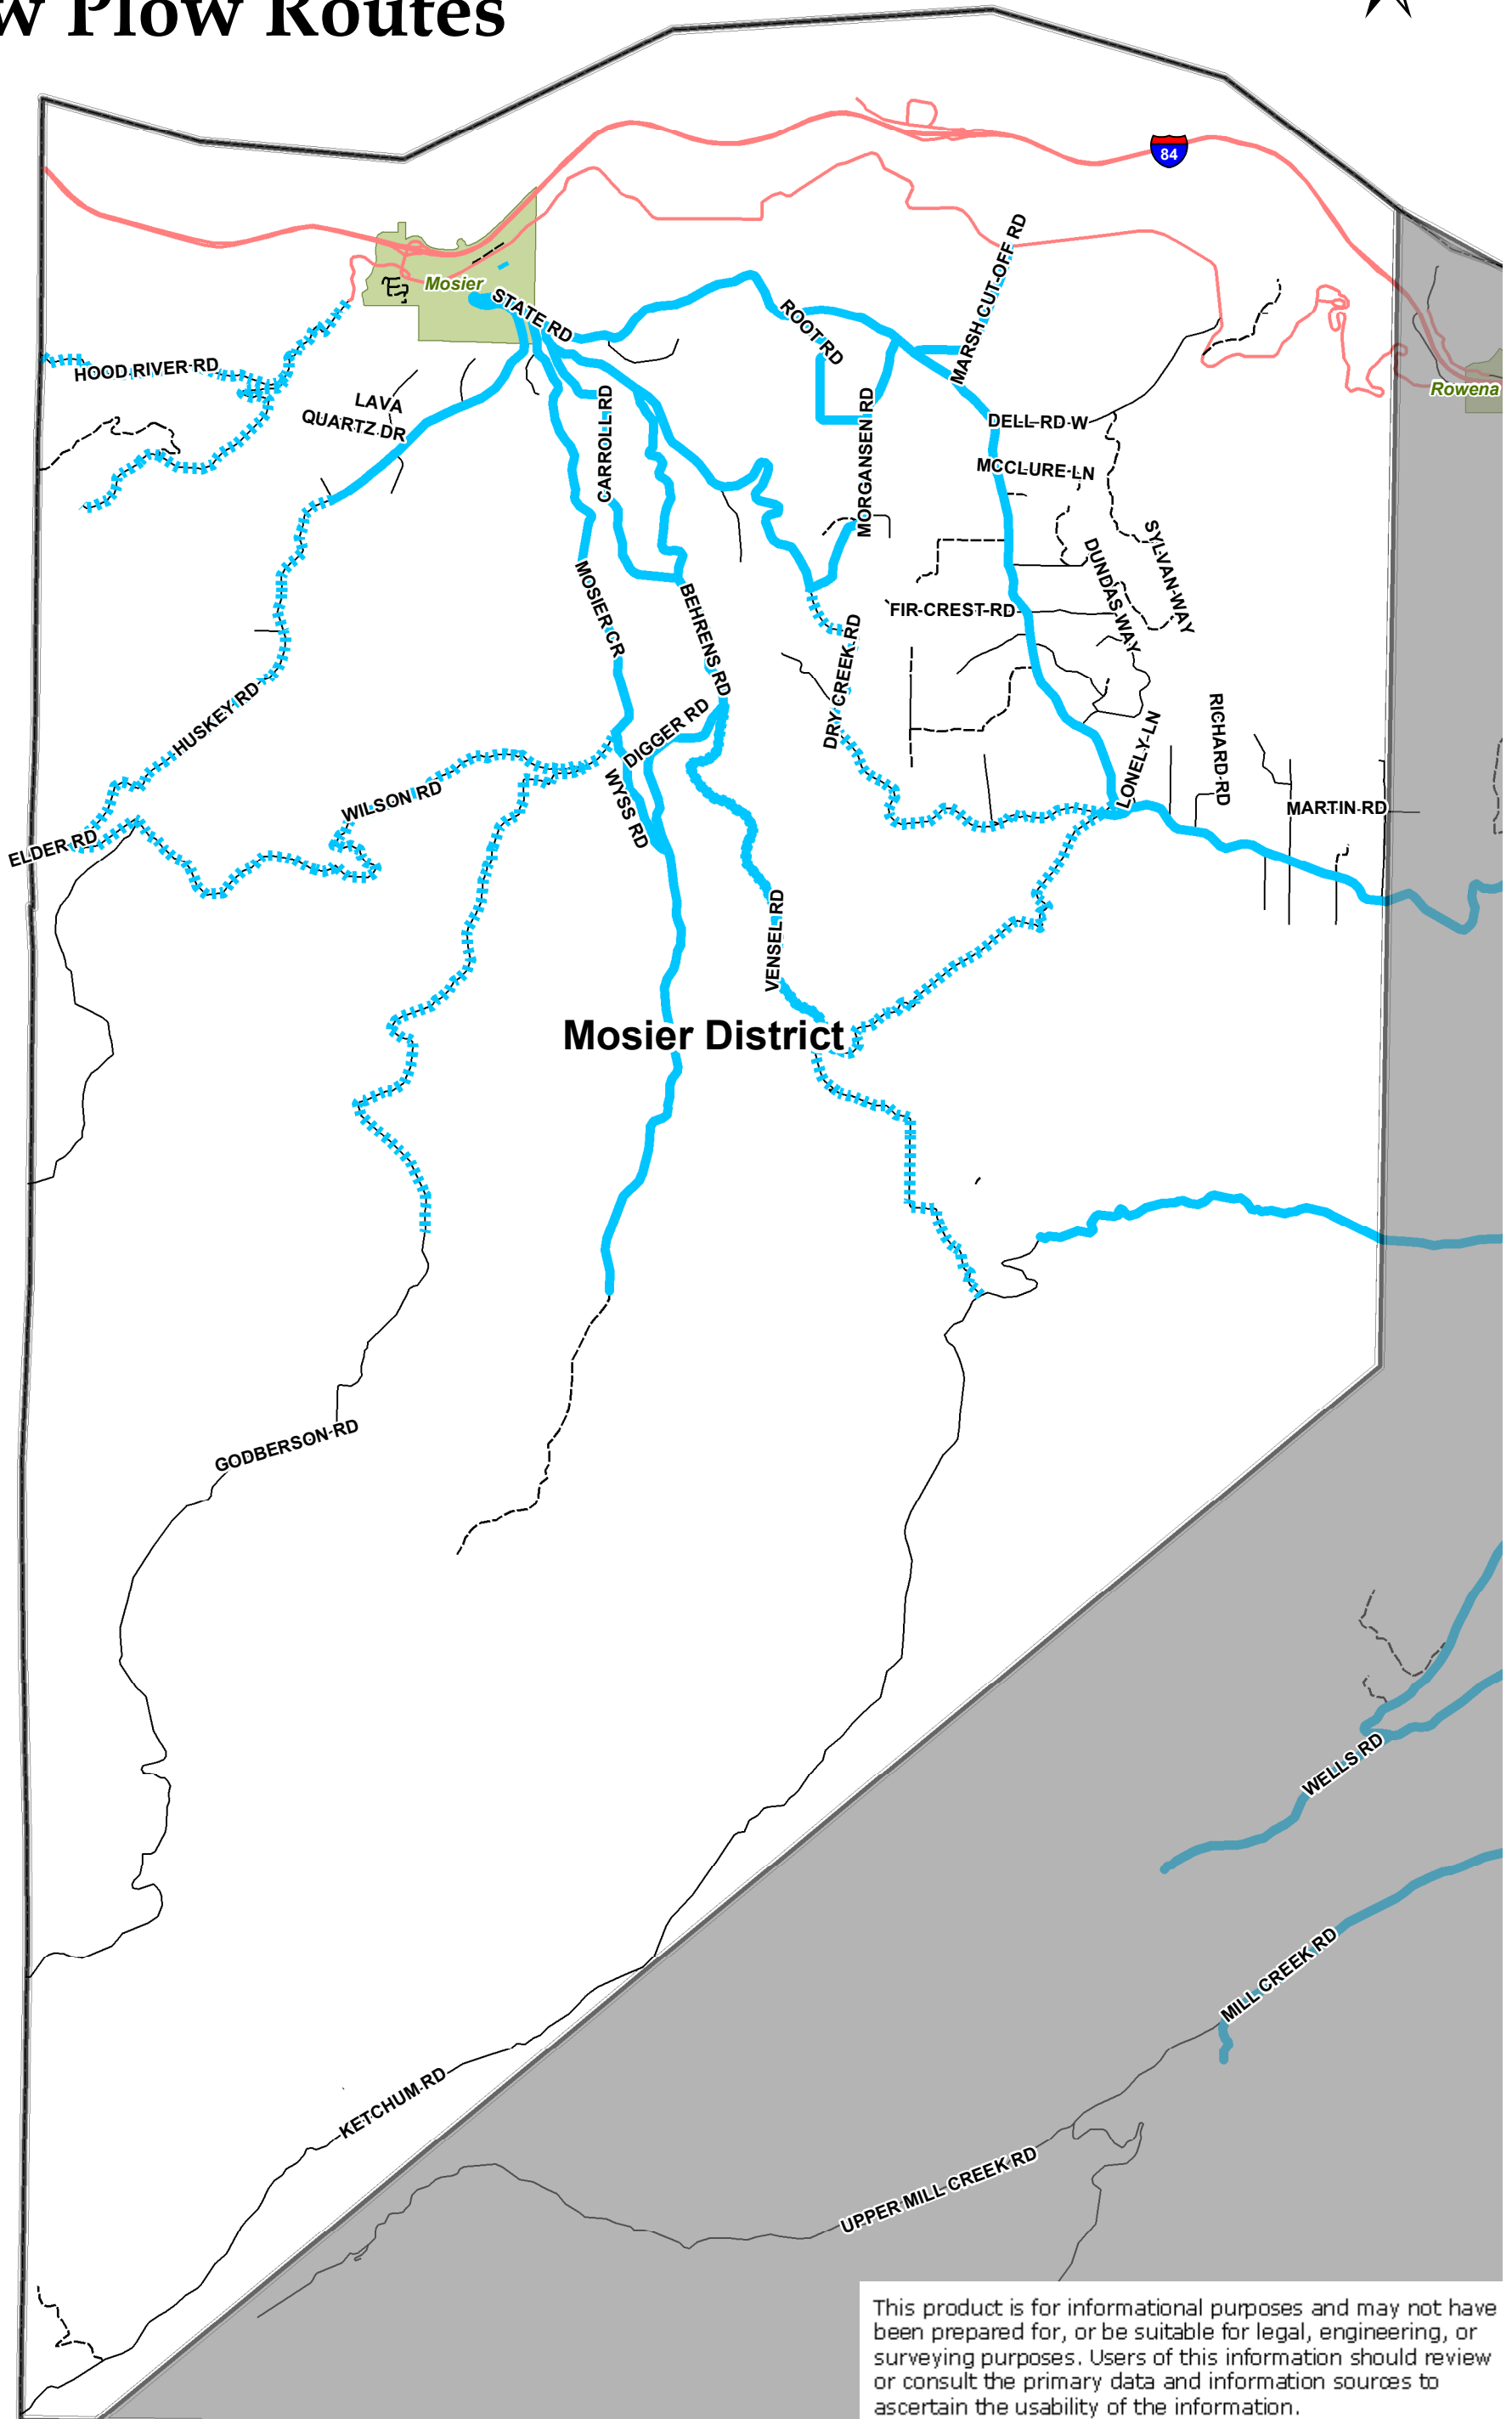 w Plow Routes
84
Mosier
STATE RD
ROOT RD
MARSH CUT-OFF RD
HOOD RIVER RD
Rowena
LAVA
QUARTZ DR
CARROLL RD
MORGANSEN RD
DELL RD W
MCCLURE LN
SYLVAN WAY
DUNDAS WAY
MOSIER CR
BEHRENS RD
FIR CREST RD
DRY CREEK RD
HUSKEY RD
DIGGER RD
RICHARD RD
LONELY LN
WILSON RD
WYSS RD
MARTIN RD
ELDER RD
VENSEL RD
Mosier District
GODBERSON RD
WELLS RD
MILL CREEK RD
KETCHUM RD
UPPER MILL CREEK RD
This product is for informational purposes and may not have
been prepared for, or be suitable for legal, engineering, or
surveying purposes. Users of this information should review
or consult the primary data and information sources to
ascertain the usability of the information.